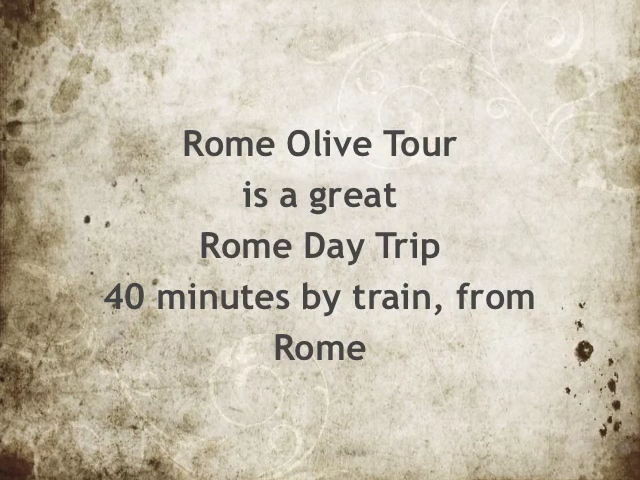 Rome Olive Tour
is a great
Rome Day Trip
40 minutes by train, from
Rome